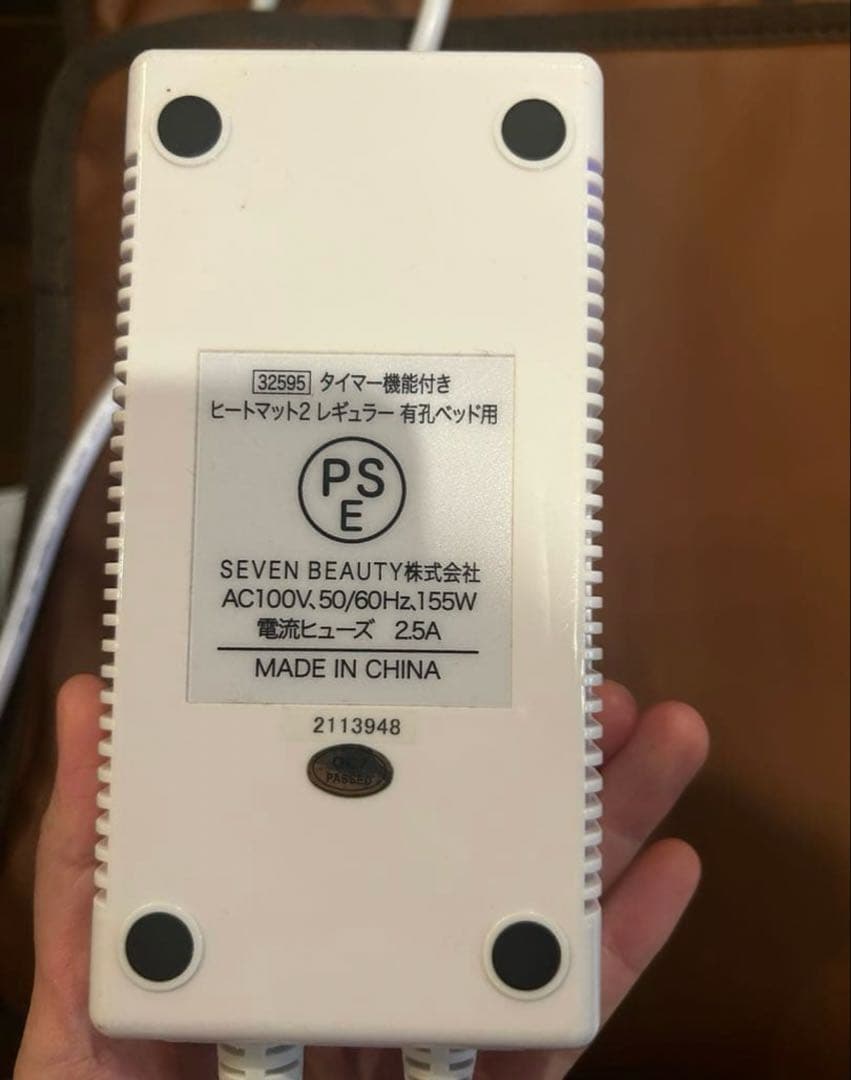 32595 タイマー機能付き
ヒートマット2 レギュラー 有孔ベッド用
PS
E
SEVEN BEAUTY株式会社
AC100V、50/60Hz、155W
電流ヒューズ 2.5A
MADE IN CHINA
2113948
PASSED